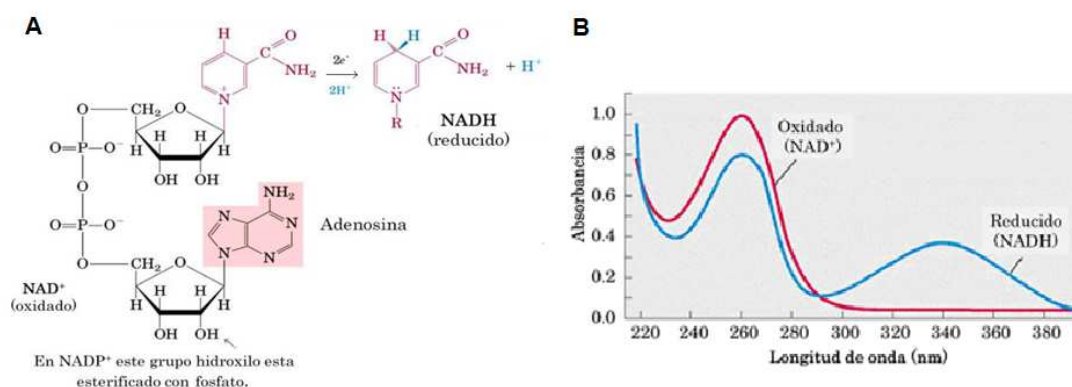 A
H
H
H
O
C
NH₂
N
+
2e⁻
2H⁺
O
C
NH₂
+ H⁺
N
R
NADH
(reducido)
O
CH₂
O
O=P—O⁻
H
H
H
H
OH
OH
O
O=P—O⁻
NH₂
N
N
N
N
Adenosina
O
CH₂
O
NAD⁺
(oxidado)
H
H
H
H
OH
OH
En NADP⁺ este grupo hidroxilo esta
esterificado con fosfato.
B
Absorbancia
1.0
0.8
0.6
0.4
0.2
0.0
Oxidado
(NAD⁺)
Reducido
(NADH)
220 240 260 280 300 320 340 360 380
Longitud de onda (nm)